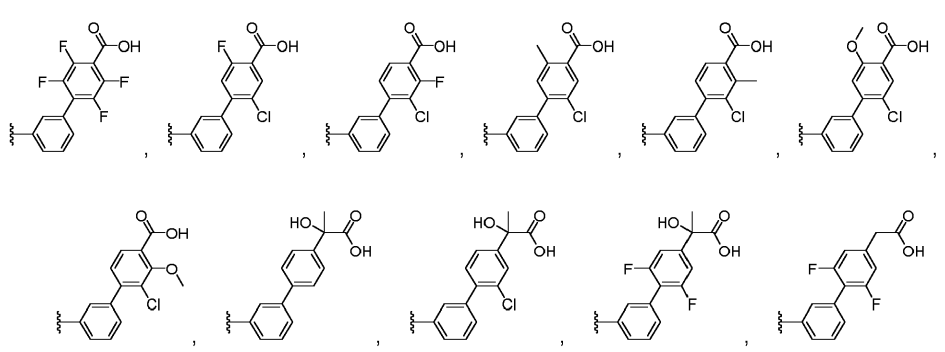 O O O O O O
F OH F OH OH OH OH O OH
F F F
F Cl Cl Cl Cl Cl
, , , , , ,
O O O O O
HO HO HO
OH
OH OH OH OH
O F F
Cl Cl F F
, , , ,